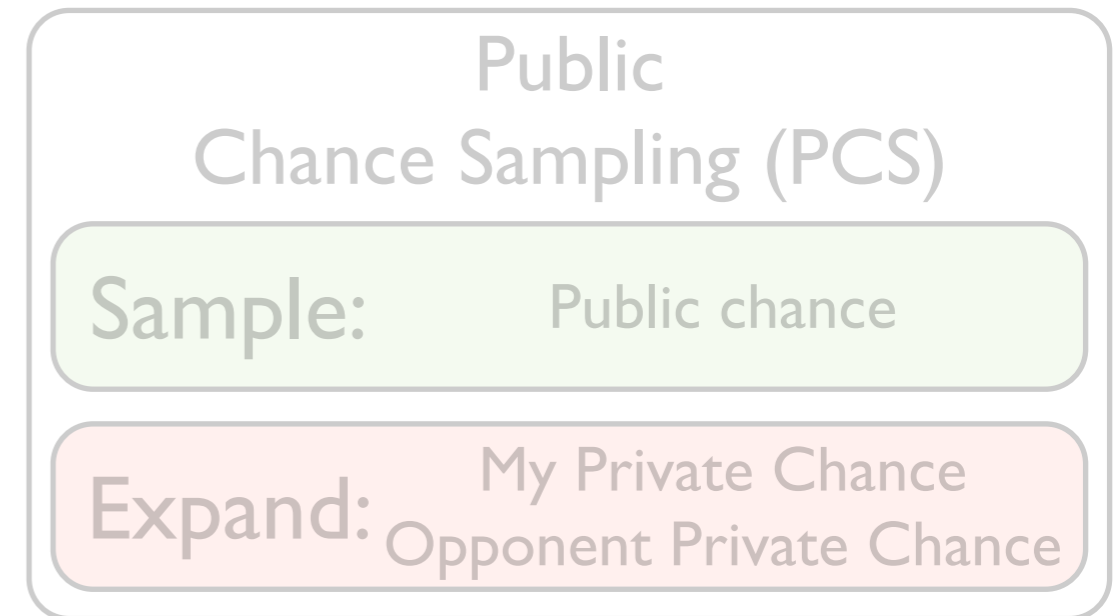 Public
Chance Sampling (PCS)
Sample: Public chance
Expand: My Private Chance
Opponent Private Chance